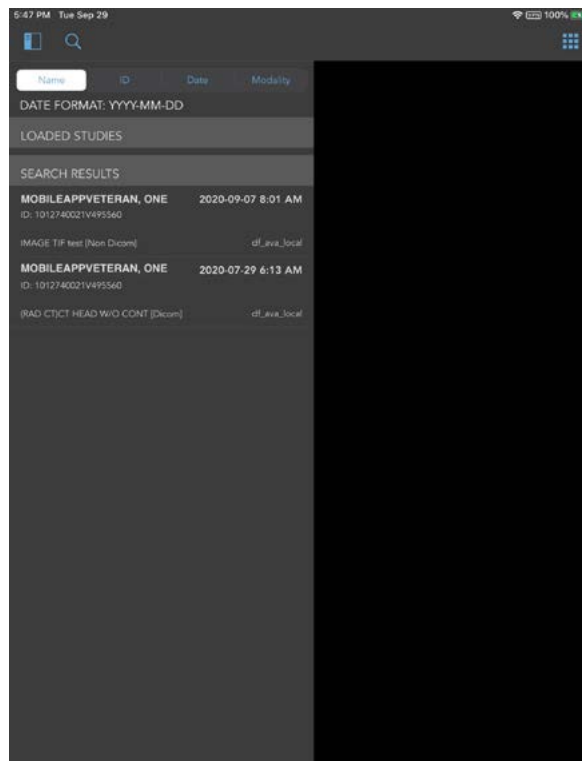 5:47 PM Tue Sep 29 100%
Name ID Date Modality
DATE FORMAT: YYYY-MM-DD
LOADED STUDIES
SEARCH RESULTS
MOBILEAPPVETERAN, ONE 2020-09-07 8:01 AM
ID: 1012740021V495560
IMAGE TIF test [Non Dicom] df_ava_local
MOBILEAPPVETERAN, ONE 2020-07-29 6:13 AM
ID: 1012740021V495560
(RAD CT)CT HEAD W/O CONT [Dicom] df_ava_local